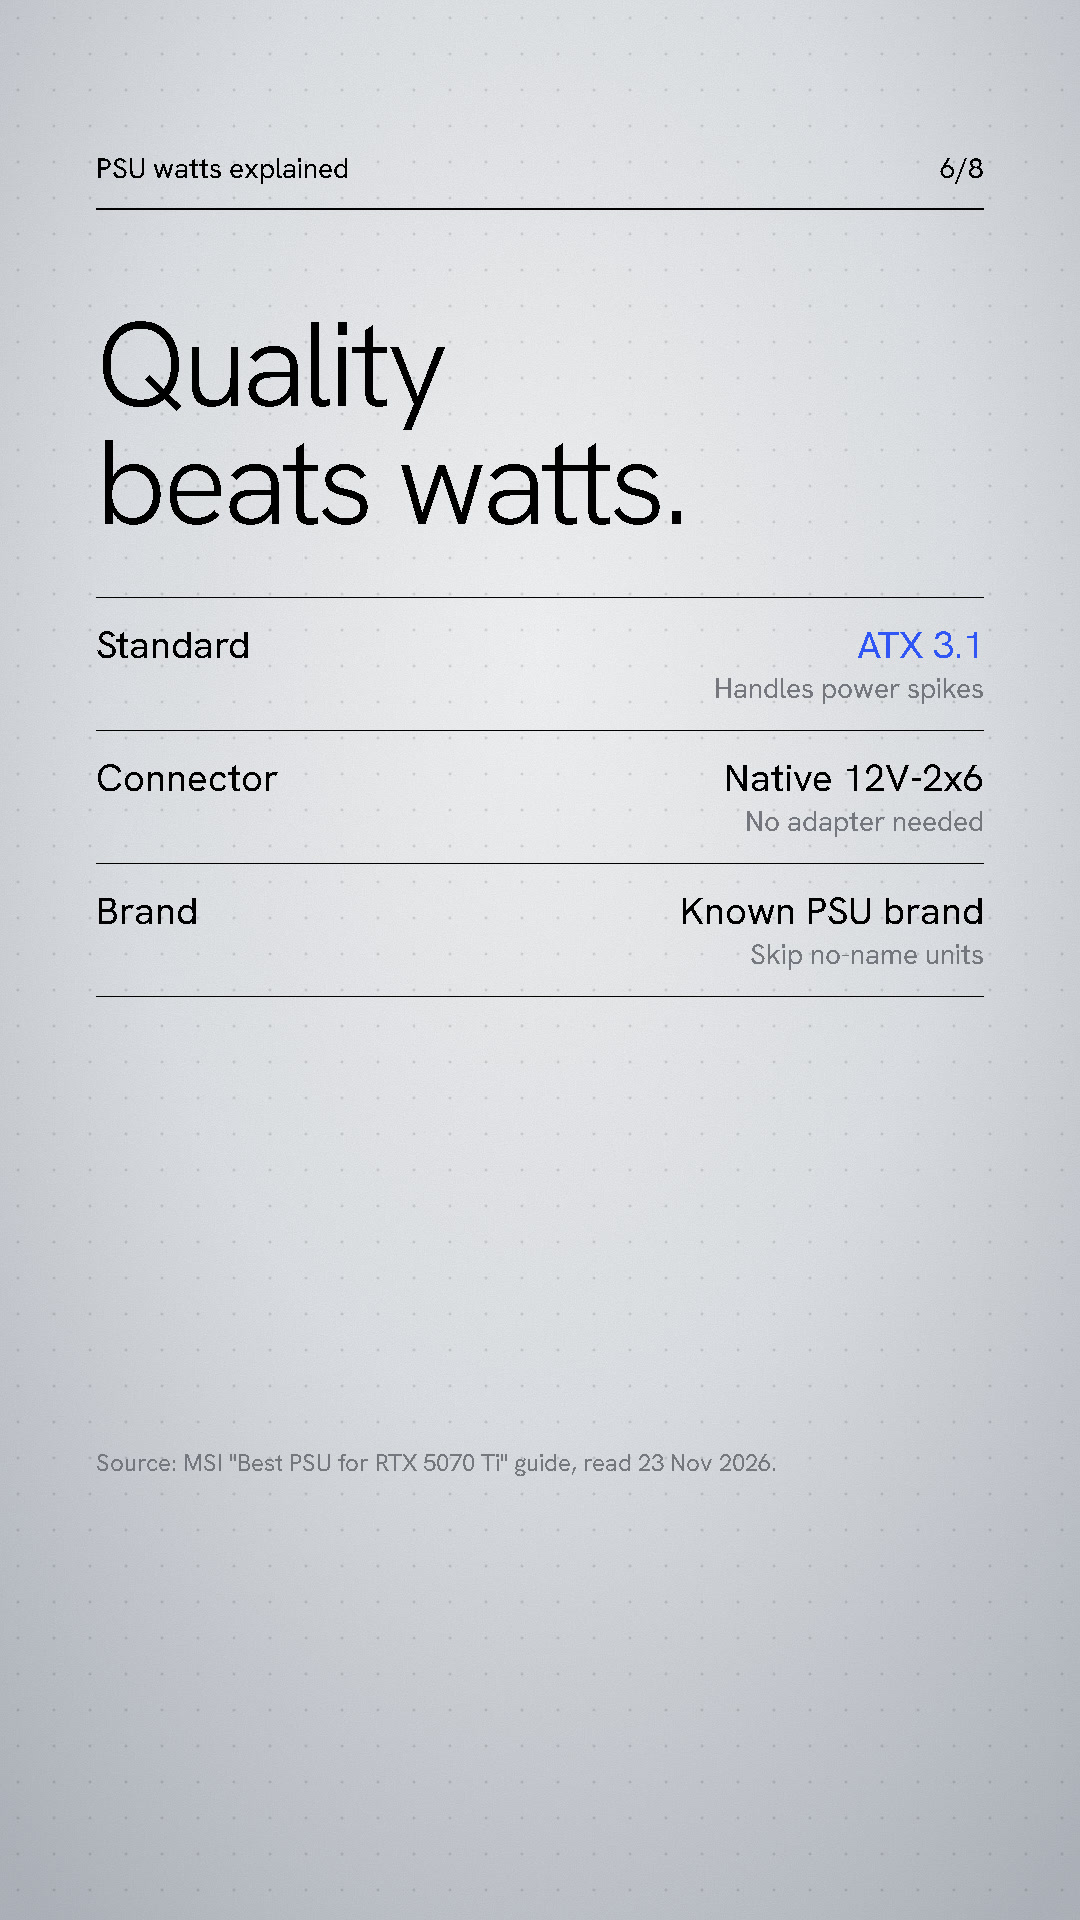 PSU watts explained 6/8
Quality
beats watts.
Standard ATX 3.1
Handles power spikes
Connector Native 12V-2x6
No adapter needed
Brand Known PSU brand
Skip no-name units
Source: MSI "Best PSU for RTX 5070 Ti" guide, read 23 Nov 2026.